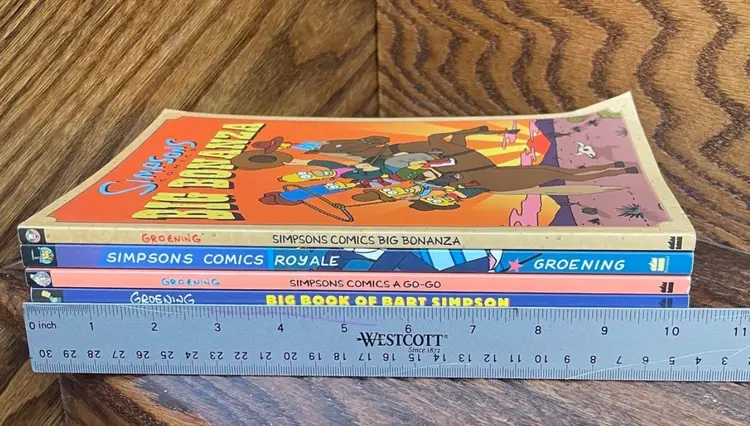 SIMPSONS
COMICS
BIG BONANZA
GROENING SIMPSONS COMICS BIG BONANZA
SIMPSONS COMICS ROYALE GROENING
GROENING SIMPSONS COMICS A GO-GO
GROENING BIG BOOK OF BART SIMPSON
0 inch 1 2 3 4 5 6 7 8 9 10 11
WESTCOTT
Since 1872
30 29 28 27 26 25 24 23 22 21 20 19 18 17 16 15 14 13 12 11 10 9 8 7 6 5 4 3 2